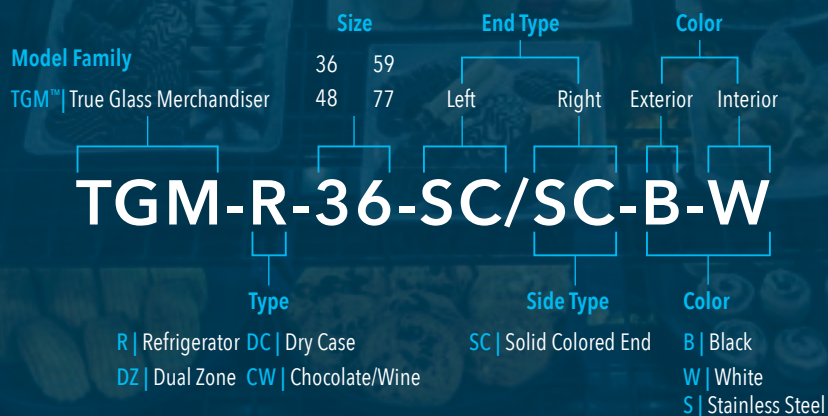 Size
End Type
Color
Model Family
36 59
TGM™| True Glass Merchandiser
48 77
Left
Right
Exterior
Interior
TGM-R-36-SC/SC-B-W
Type
Side Type
Color
R | Refrigerator DC | Dry Case
SC | Solid Colored End
B | Black
DZ | Dual Zone CW | Chocolate/Wine
W | White
S | Stainless Steel